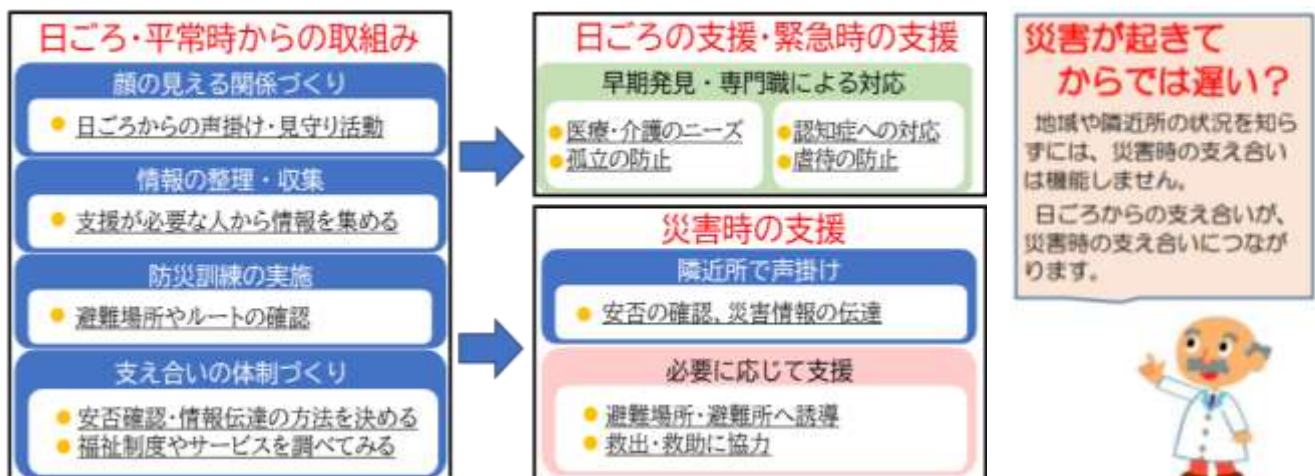 日ごろ・平常時からの取組み
顔の見える関係づくり
● 日ごろからの声掛け・見守り活動
情報の整理・収集
● 支援が必要な人から情報を集める
防災訓練の実施
● 避難場所やルートの確認
支え合いの体制づくり
● 安否確認・情報伝達の方法を決める
● 福祉制度やサービスを調べてみる
日ごろの支援・緊急時の支援
早期発見・専門職による対応
● 医療・介護のニーズ
● 孤立の防止
● 認知症への対応
● 虐待の防止
災害時の支援
隣近所で声掛け
● 安否の確認、災害情報の伝達
必要に応じて支援
● 避難場所・避難所へ誘導
● 救出・救助に協力
災害が起きて
からでは遅い?
地域や隣近所の状況を知ら
ずには、災害時の支え合い
は機能しません。
日ごろからの支え合いが、
災害時の支え合いにつなが
ります。